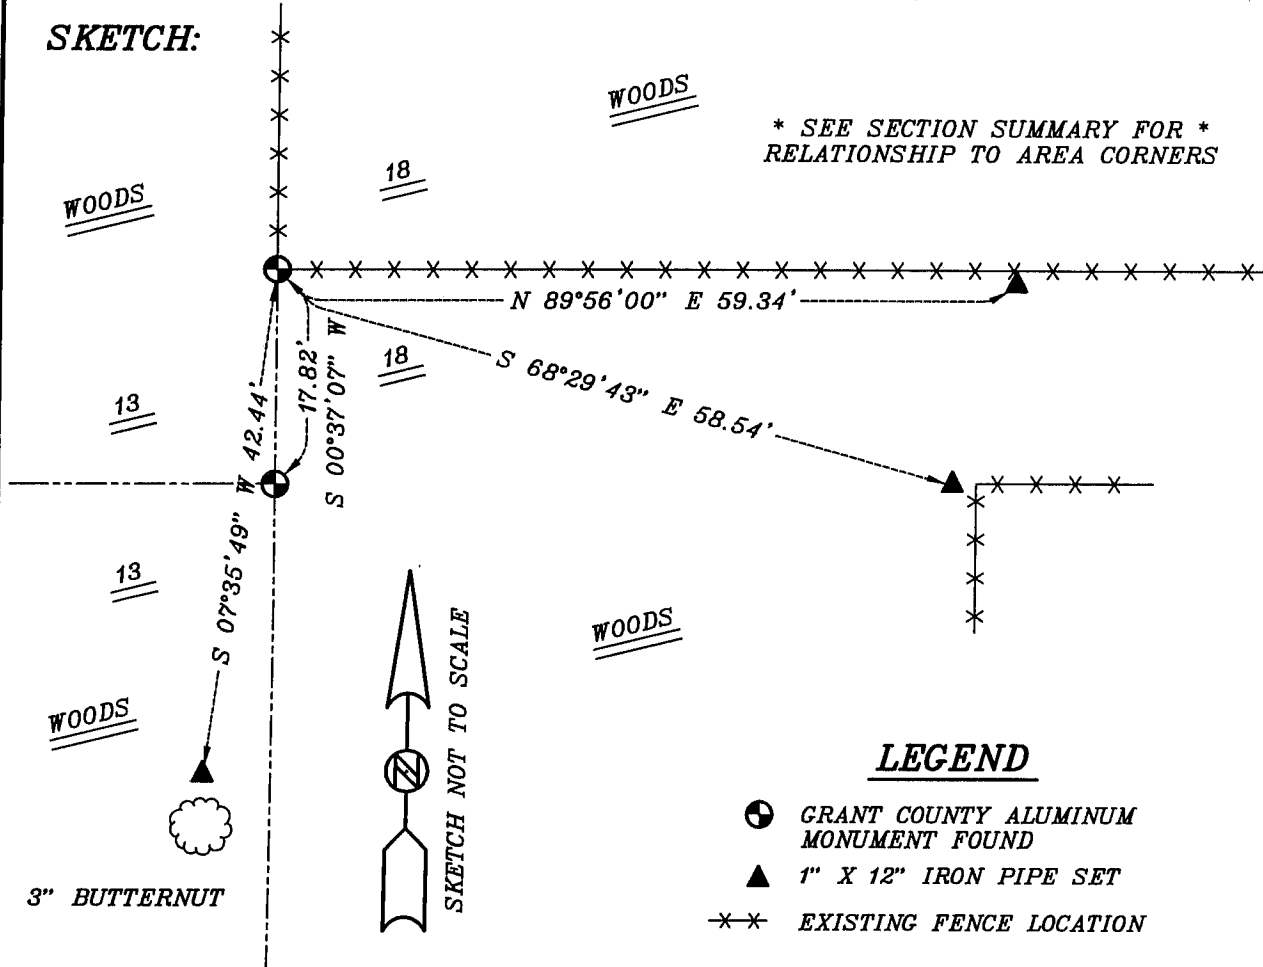 SKETCH:
WOODS
* SEE SECTION SUMMARY FOR *
RELATIONSHIP TO AREA CORNERS
18
WOODS
N 89°56'00" E 59.34'
17.82'
S 00°37'07" W
18
S 68°29'43" E 58.54'
13
S 07°35'49" W 42.44'
13
WOODS
WOODS
N
SKETCH NOT TO SCALE
3" BUTTERNUT
LEGEND
GRANT COUNTY ALUMINUM
MONUMENT FOUND
1" X 12" IRON PIPE SET
EXISTING FENCE LOCATION